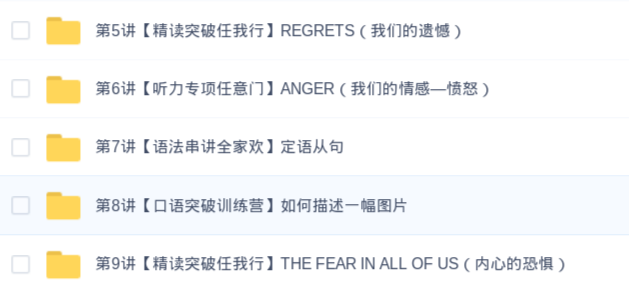 第5讲【精读突破任我行】REGRETS（我们的遗憾）
第6讲【听力专项任意门】ANGER（我们的情感—愤怒）
第7讲【语法串讲全家欢】定语从句
第8讲【口语突破训练营】如何描述一幅图片
第9讲【精读突破任我行】THE FEAR IN ALL OF US（内心的恐惧）